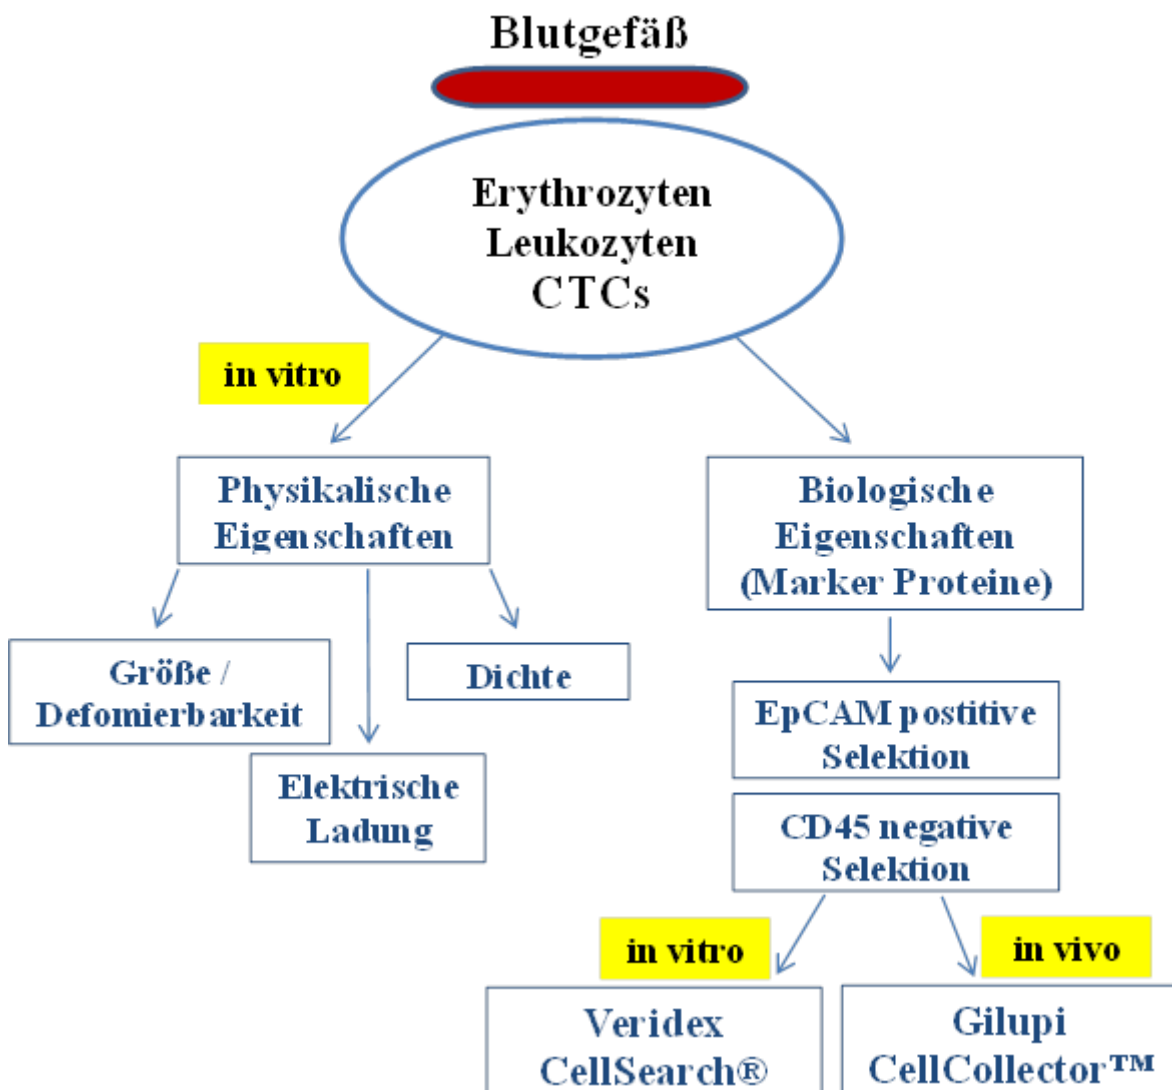 Blutgefäß
Erythrozyten
Leukozyten
CTCs
in vitro
Physikalische
Eigenschaften
Biologische
Eigenschaften
(Marker Proteine)
Größe /
Defomierbarkeit
Dichte
Elektrische
Ladung
EpCAM postitive
Selektion
CD45 negative
Selektion
in vitro
in vivo
Veridex
CellSearch®
Gilupi
CellCollector™